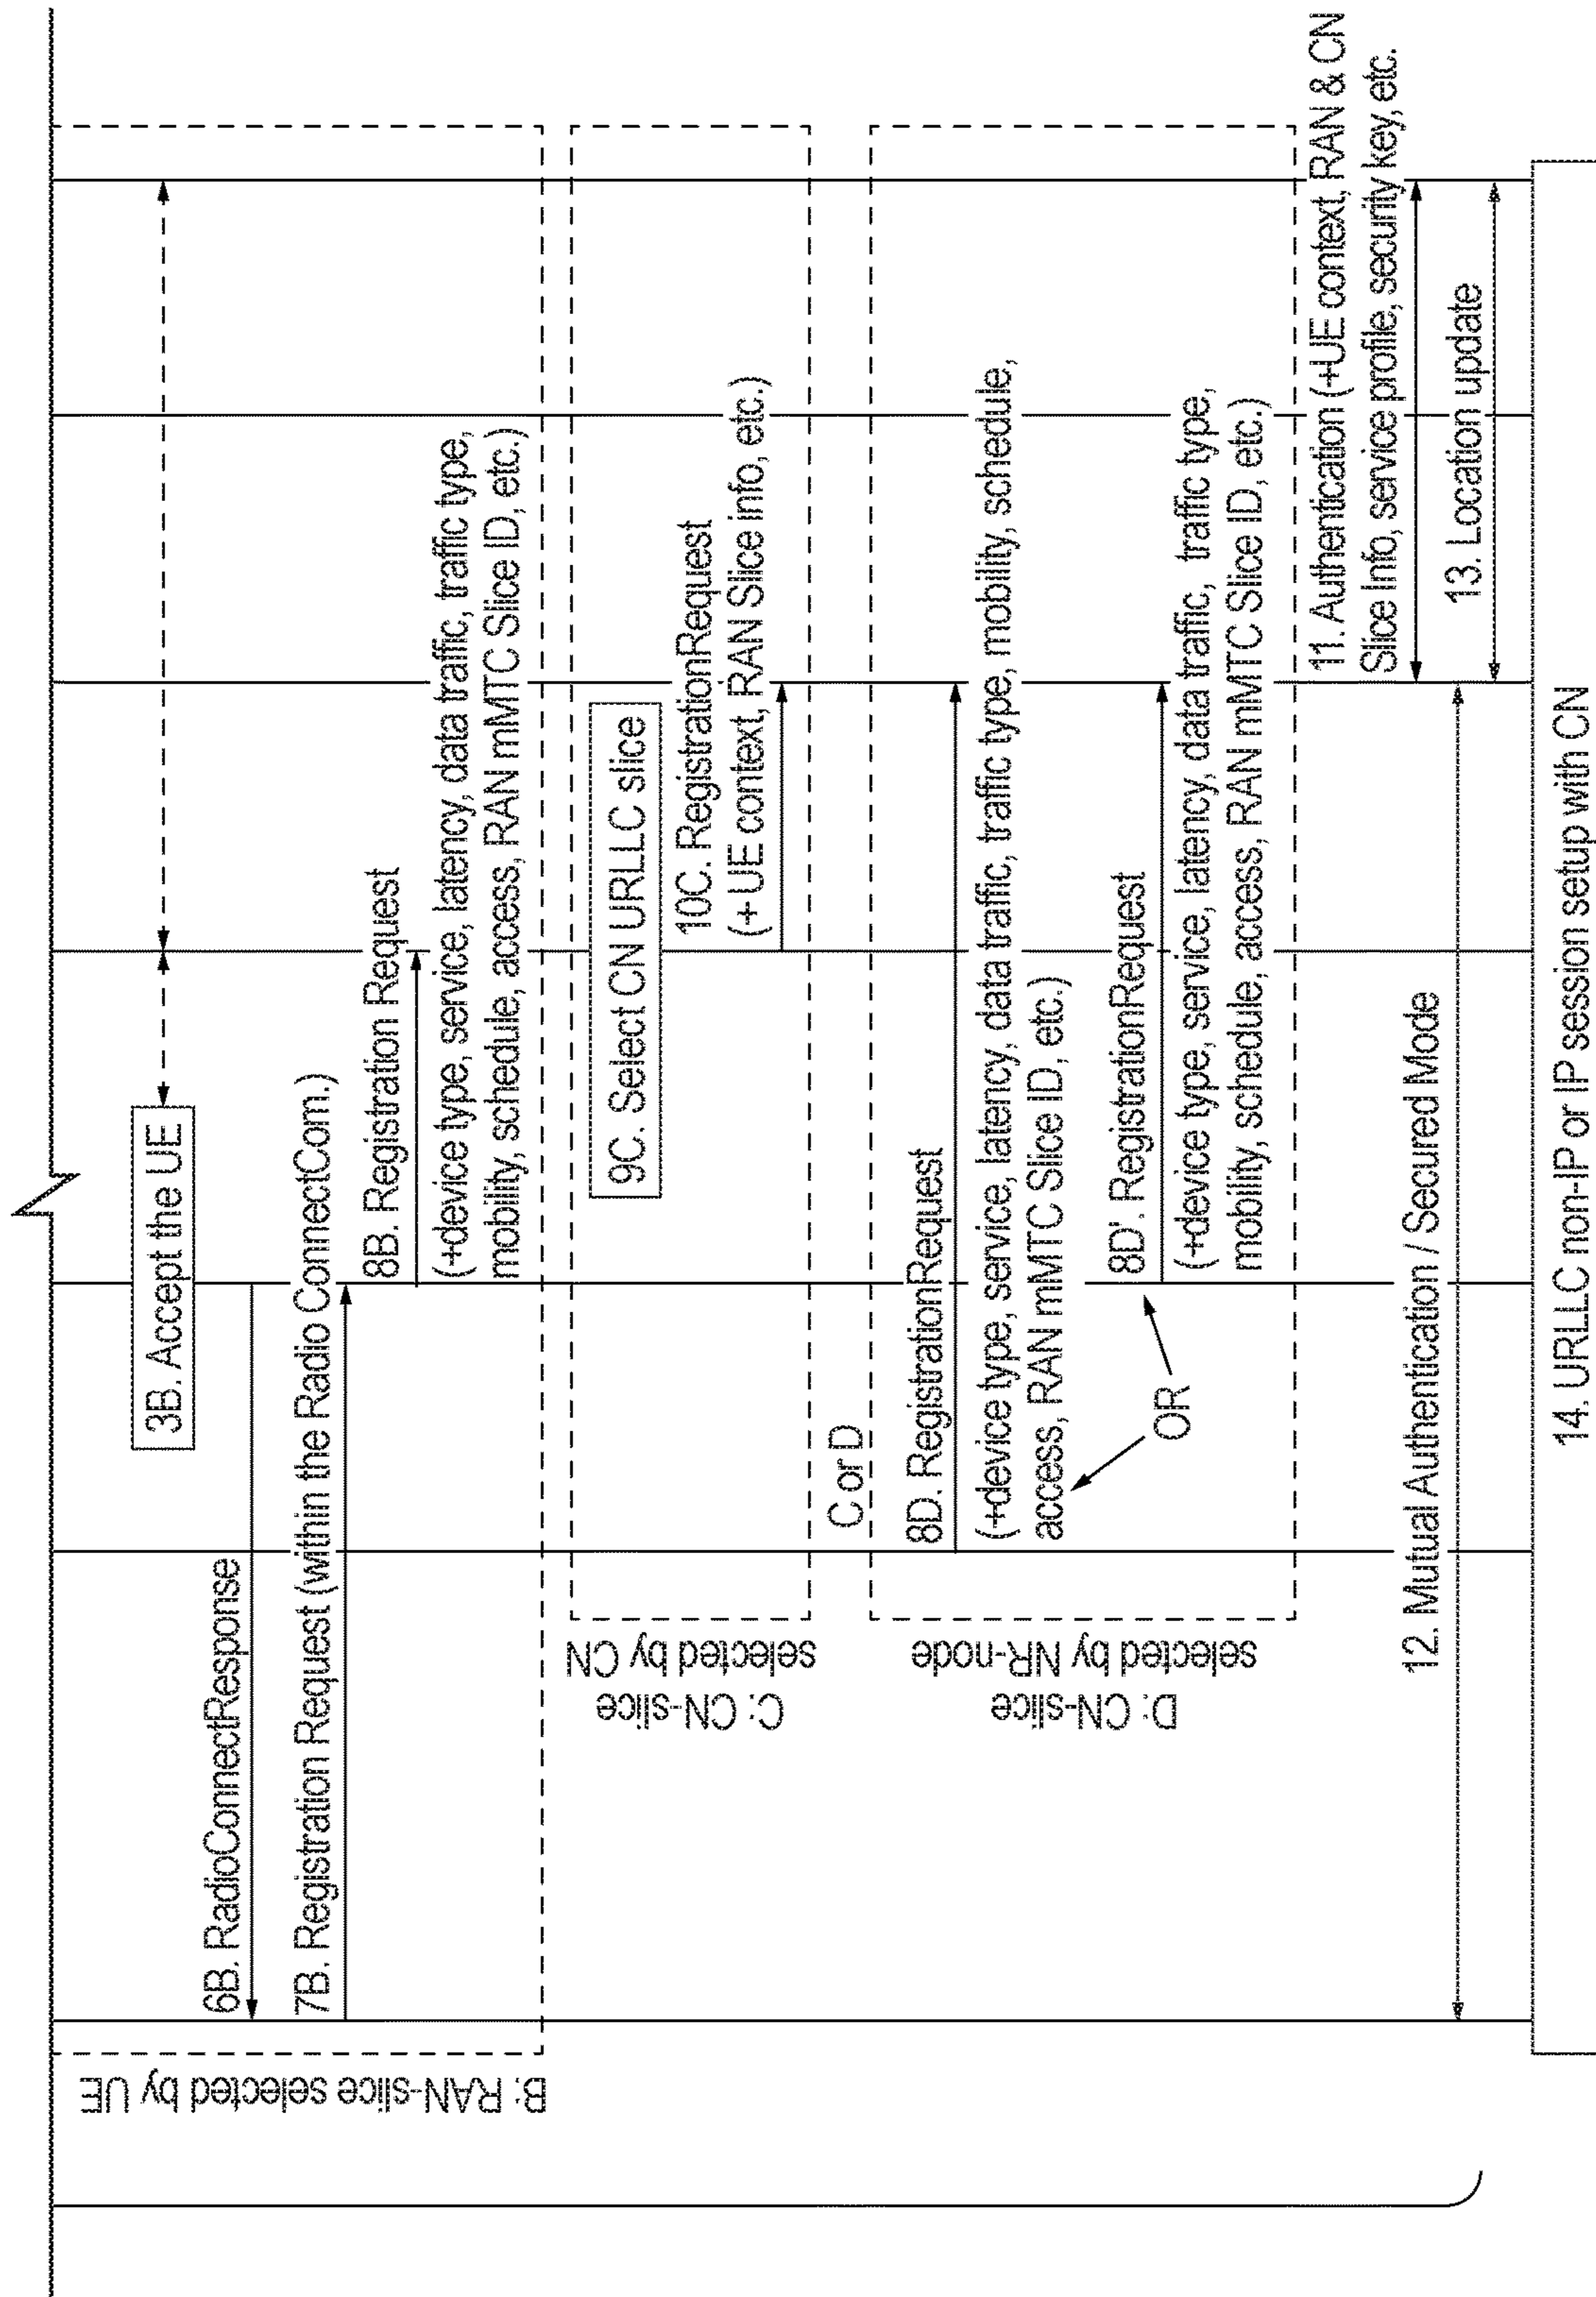 B: RAN-slice selected by UE
3B. Accept the UE
6B. RadioConnectResponse
7B. Registration Request (within the Radio ConnectCom.)
8B. Registration Request
(+device type, service, latency, data traffic, traffic type,
mobility, schedule, access, RAN mMTC Slice ID, etc.)
C: CN-slice
selected by CN
9C. Select CN URLLC slice
10C. RegistrationRequest
(+ UE context, RAN Slice info, etc.)
C or D
D: CN-slice
selected by NR-node
8D. RegistrationRequest
(+device type, service, latency, data traffic, traffic type, mobility, schedule,
access, RAN mMTC Slice ID, etc.)
OR
8D'. RegistrationRequest
(+device type, service, latency, data traffic, traffic type,
mobility, schedule, access, RAN mMTC Slice ID, etc.)
11. Authentication (+UE context, RAN & CN
Slice Info, service profile, security key, etc.
12. Mutual Authentication / Secured Mode
13. Location update
14. URLLC non-IP or IP session setup with CN